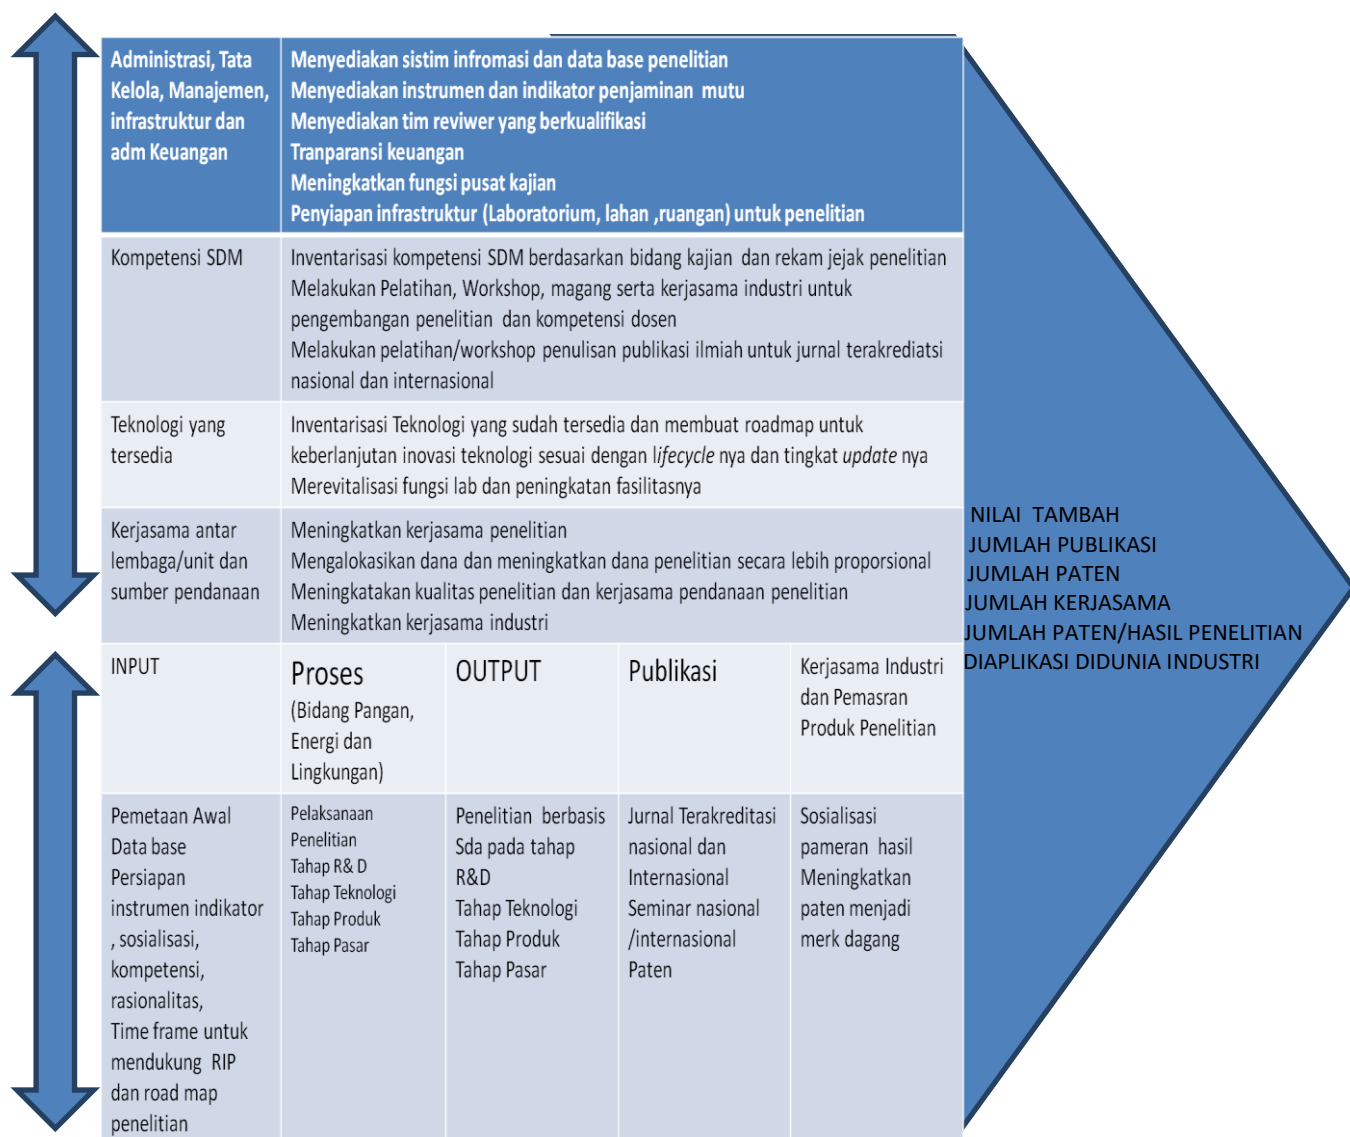 Administrasi, Tata
Kelola, Manajemen,
infrastruktur dan
adm Keuangan
Menyediakan sistim infromasi dan data base penelitian
Menyediakan instrumen dan indikator penjaminan mutu
Menyediakan tim reviwer yang berkualifikasi
Tranparansi keuangan
Meningkatkan fungsi pusat kajian
Penyiapan infrastruktur (Laboratorium, lahan ,ruangan) untuk penelitian
Kompetensi SDM
Inventarisasi kompetensi SDM berdasarkan bidang kajian dan rekam jejak penelitian
Melakukan Pelatihan, Workshop, magang serta kerjasama industri untuk
pengembangan penelitian dan kompetensi dosen
Melakukan pelatihan/workshop penulisan publikasi ilmiah untuk jurnal terakrediatsi
nasional dan internasional
Teknologi yang
tersedia
Inventarisasi Teknologi yang sudah tersedia dan membuat roadmap untuk
keberlanjutan inovasi teknologi sesuai dengan lifecycle nya dan tingkat update nya
Merevitalisasi fungsi lab dan peningkatan fasilitasnya
Kerjasama antar
lembaga/unit dan
sumber pendanaan
Meningkatkan kerjasama penelitian
Mengalokasikan dana dan meningkatkan dana penelitian secara lebih proporsional
Meningkatakan kualitas penelitian dan kerjasama pendanaan penelitian
Meningkatkan kerjasama industri
INPUT
Proses
(Bidang Pangan,
Energi dan
Lingkungan)
OUTPUT
Publikasi
Kerjasama Industri
dan Pemasran
Produk Penelitian
Pemetaan Awal
Data base
Persiapan
instrumen indikator
, sosialisasi,
kompetensi,
rasionalitas,
Time frame untuk
mendukung RIP
dan road map
penelitian
Pelaksanaan
Penelitian
Tahap R& D
Tahap Teknologi
Tahap Produk
Tahap Pasar
Penelitian berbasis
Sda pada tahap
R&D
Tahap Teknologi
Tahap Produk
Tahap Pasar
Jurnal Terakreditasi
nasional dan
Internasional
Seminar nasional
/internasional
Paten
Sosialisasi
pameran hasil
Meningkatkan
paten menjadi
merk dagang
NILAI TAMBAH
JUMLAH PUBLIKASI
JUMLAH PATEN
JUMLAH KERJASAMA
JUMLAH PATEN/HASIL PENELITIAN
DIAPLIKASI DIDUNIA INDUSTRI